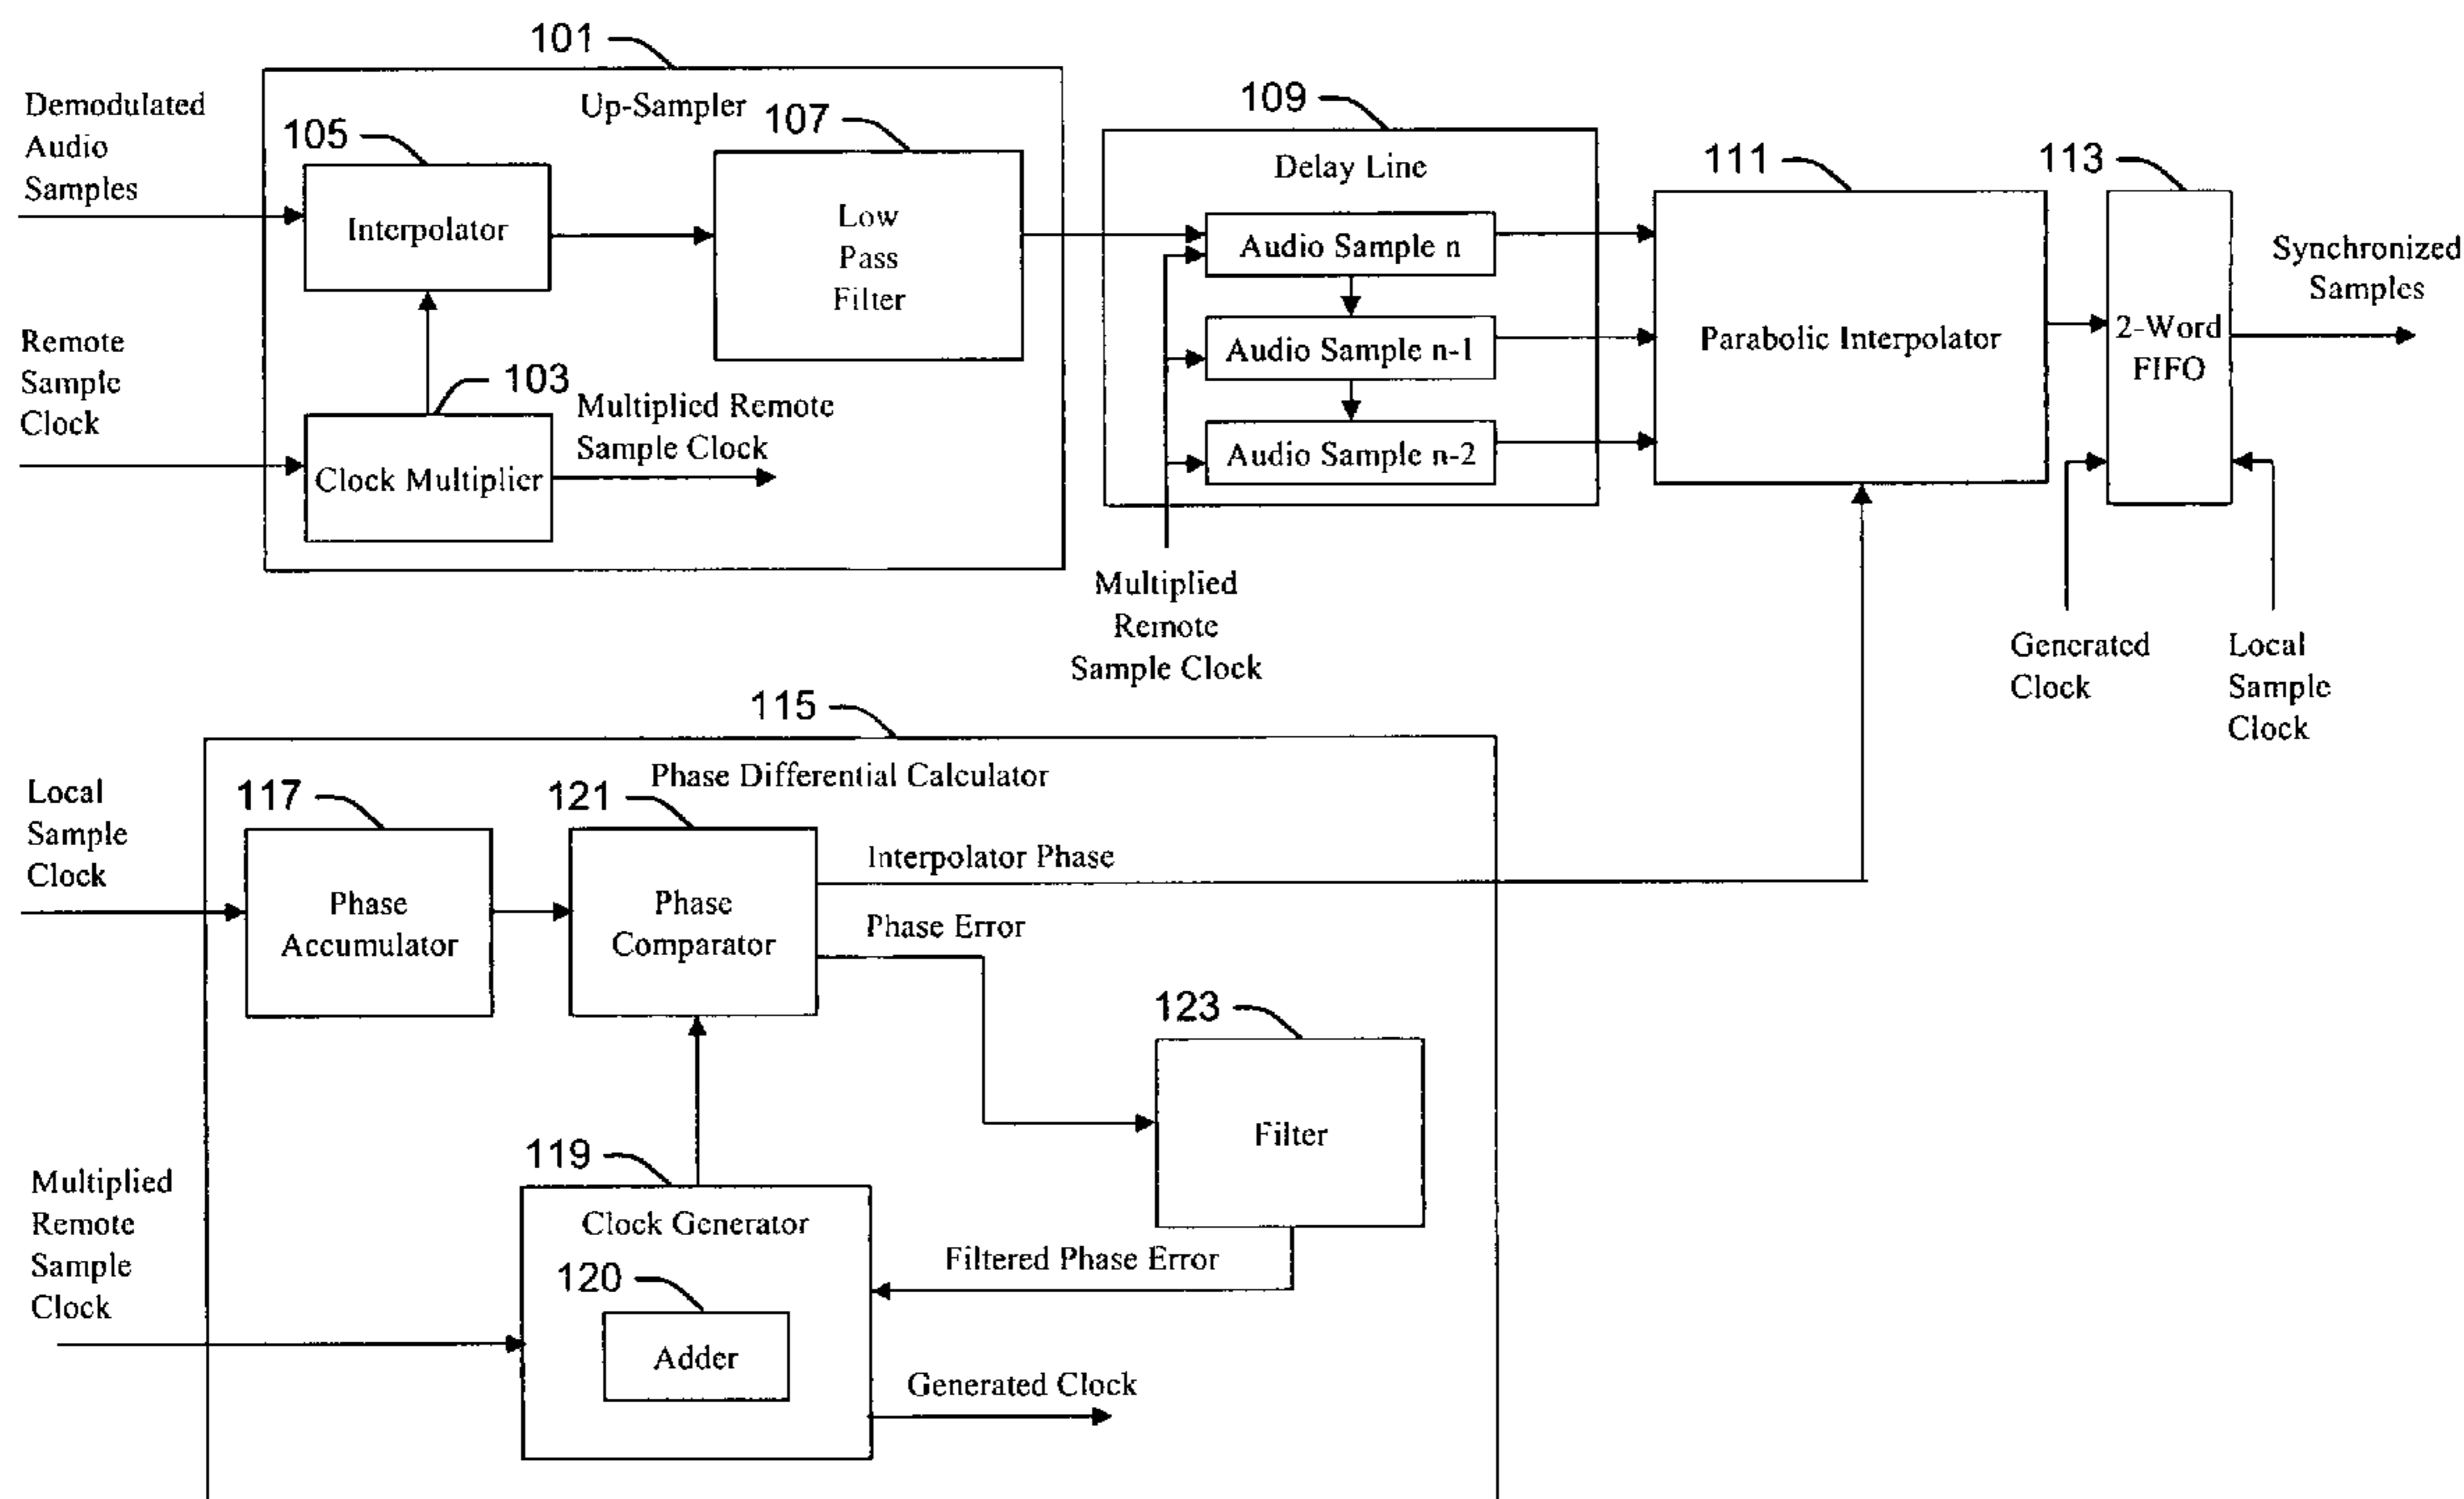 101
Up-Sampler
Demodulated
Audio
Samples
105
Interpolator
107
Low
Pass
Filter
Remote
Sample
Clock
103
Clock Multiplier
Multiplied Remote
Sample Clock
109
Delay Line
Audio Sample n
Audio Sample n-1
Audio Sample n-2
Multiplied
Remote
Sample Clock
111
Parabolic Interpolator
113
2-Word
FIFO
Synchronized
Samples
Generated
Clock
Local
Sample
Clock
115
Phase Differential Calculator
Local
Sample
Clock
117
Phase
Accumulator
121
Phase
Comparator
Interpolator Phase
Phase Error
123
Filter
Filtered Phase Error
Multiplied
Remote
Sample
Clock
119
Clock Generator
120
Adder
Generated Clock